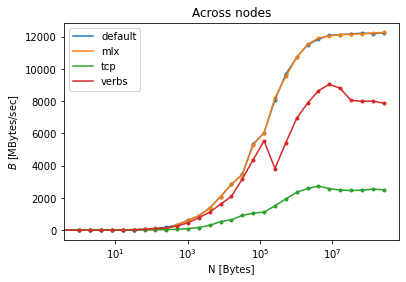 Across nodes
default
mlx
tcp
verbs
B [MBytes/sec]
12000
10000
8000
6000
4000
2000
0
10¹ 10³ 10⁵ 10⁷
N [Bytes]